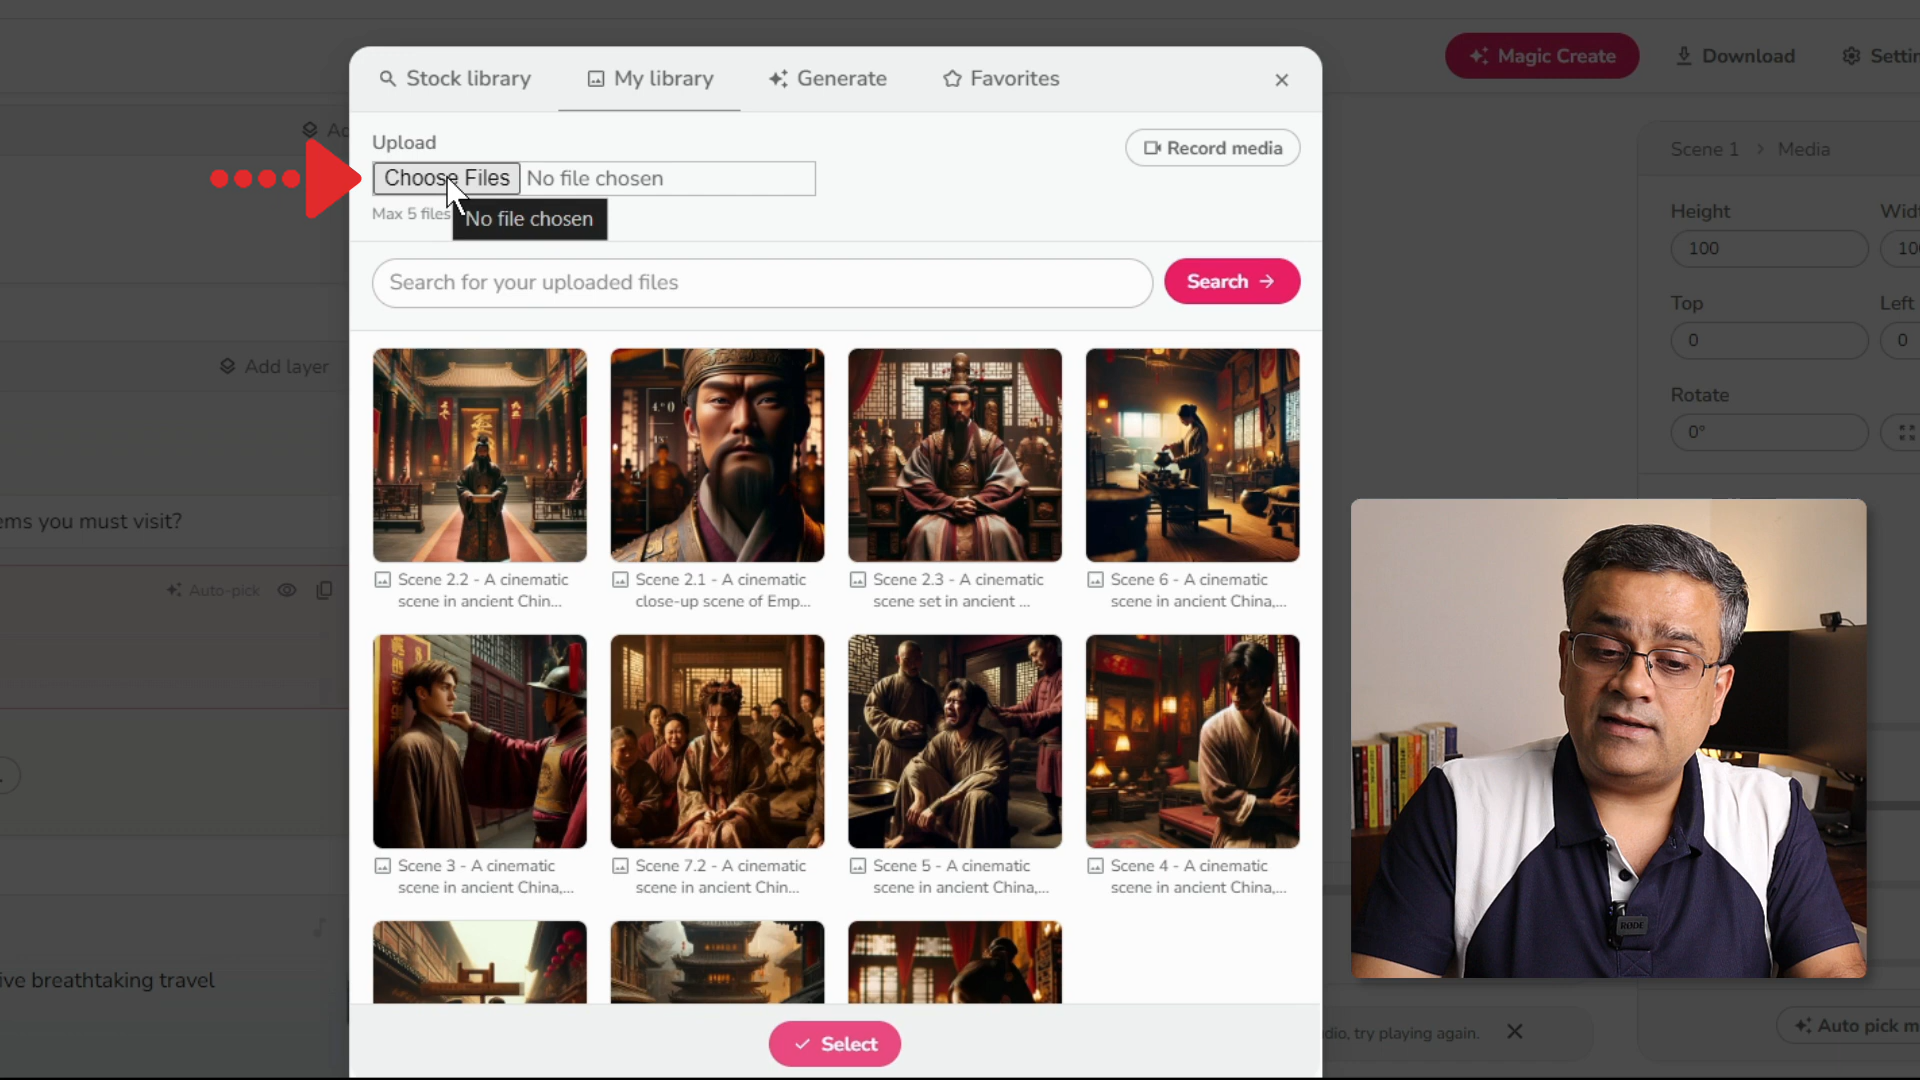 Magic Create
Download
Settin
Stock library
My library
Generate
Favorites
Ad
Upload
Record media
Scene 1 > Media
Choose Files No file chosen
Max 5 files
No file chosen
Height
Widt
100
10
Search for your uploaded files
Search
Top
Left
0
0
Add layer
Rotate
0°
ems you must visit?
Auto-pick
Scene 2.2 - A cinematic
scene in ancient Chin...
Scene 2.1 - A cinematic
close-up scene of Emp...
Scene 2.3 - A cinematic
scene set in ancient ...
Scene 6 - A cinematic
scene in ancient China,...
Scene 3 - A cinematic
scene in ancient China,...
Scene 7.2 - A cinematic
scene in ancient Chin...
Scene 5 - A cinematic
scene in ancient China,...
Scene 4 - A cinematic
scene in ancient China,...
RODE
ive breathtaking travel
dio, try playing again.
Auto pick m
Select